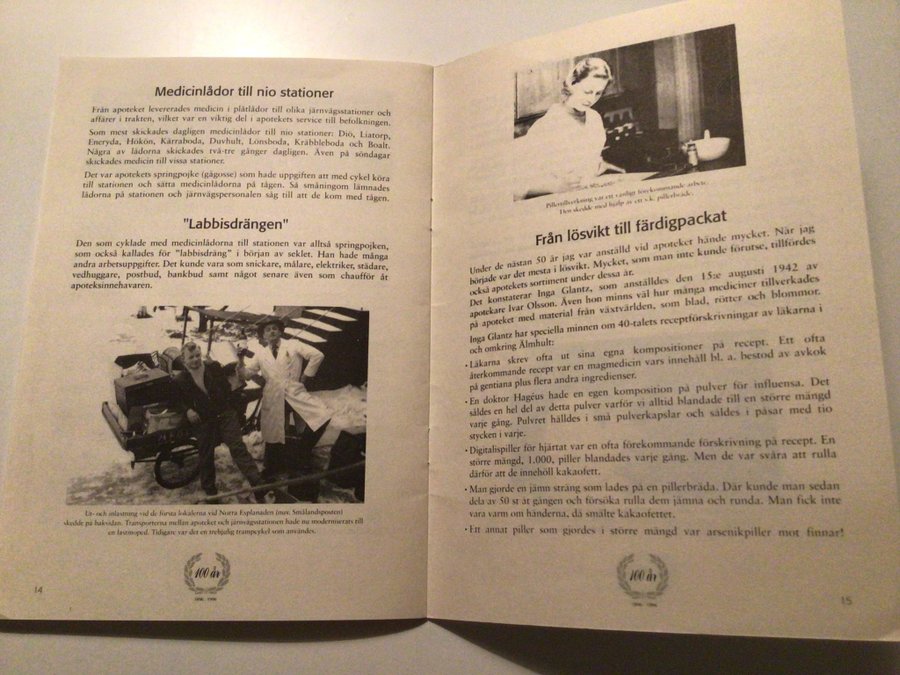 Medicinlådor till nio stationer
Från apoteket levererades medicin i plåtlådor till olika järnvägsstationer och
affärer i trakten, vilket var en viktig del i apotekets service till befolkningen.
Som mest skickades dagligen medicinlådor till nio stationer: Diö, Liatorp,
Eneryda, Hökön, Kärraboda, Duvhult, Lönsboda, Kräbbleboda och Boalt.
Några av lådorna skickades två-tre gånger dagligen. Även på söndagar
skickades medicin till vissa stationer.
Det var apotekets springpojke (gågosse) som hade uppgiften att med cykel köra
till stationen och sätta medicinlådorna på tågen. Så småningom lämnades
lådorna på stationen och järnvägspersonalen såg till att de kom med tågen.
"Labbisdrängen"
Den som cyklade med medicinlådorna till stationen var alltså springpojken,
som också kallades för "labbisdräng" i början av seklet. Han hade många
andra arbetsuppgifter. Det kunde vara som snickare, målare, elektriker, städare,
vedhuggare, postbud, bankbud samt något senare även som chaufför åt
apoteksinnehavaren.
Ut- och inlastning vid de första lokalerna vid Norra Esplanaden (nuv. Smålandsposten)
skedde på baksidan. Transporterna mellan apoteket och järnvägsstationen hade nu moderniserats till
en lastmoped. Tidigare var det en trehjulig trampcykel som användes.
100 år
1896 - 1996
14
Pillertillverkning var ett vanligt förekommande arbete.
Den skedde med hjälp av ett s.k. pillerbräde.
Från lösvikt till färdigpackat
Under de nästan 50 år jag var anställd vid apoteket hände mycket. När jag
började var det mesta i lösvikt. Mycket, som man inte kunde förutse, tillfördes
också apotekets sortiment under dessa år.
Det konstaterar Inga Glantz, som anställdes den 15:e augusti 1942 av
apotekare Ivar Olsson. Även hon minns väl hur många mediciner tillverkades
på apoteket med material från växtvärlden, som blad, rötter och blommor.
Inga Glantz har speciella minnen om 40-talets receptförskrivningar av läkarna i
och omkring Älmhult:
• Läkarna skrev ofta ut sina egna kompositioner på recept. Ett ofta
återkommande recept var en magmedicin vars innehåll bl. a. bestod av avkok
på gentiana plus flera andra ingredienser.
• En doktor Hagéus hade en egen komposition på pulver för influensa. Det
såldes en hel del av detta pulver varför vi alltid blandade till en större mängd
varje gång. Pulvret hälldes i små pulverkapslar och såldes i påsar med tio
stycken i varje.
• Digitalispiller för hjärtat var en ofta förekommande förskrivning på recept. En
större mängd, 1.000, piller blandades varje gång. Men de var svåra att rulla
därför att de innehöll kakaofett.
• Man gjorde en jämn sträng som lades på en pillerbräda. Där kunde man sedan
dela av 50 st åt gången och försöka rulla dem jämna och runda. Man fick inte
vara varm om händerna, då smälte kakaofettet.
• Ett annat piller som gjordes i större mängd var arsenikpiller mot finnar!
100 år
1896 - 1996
15